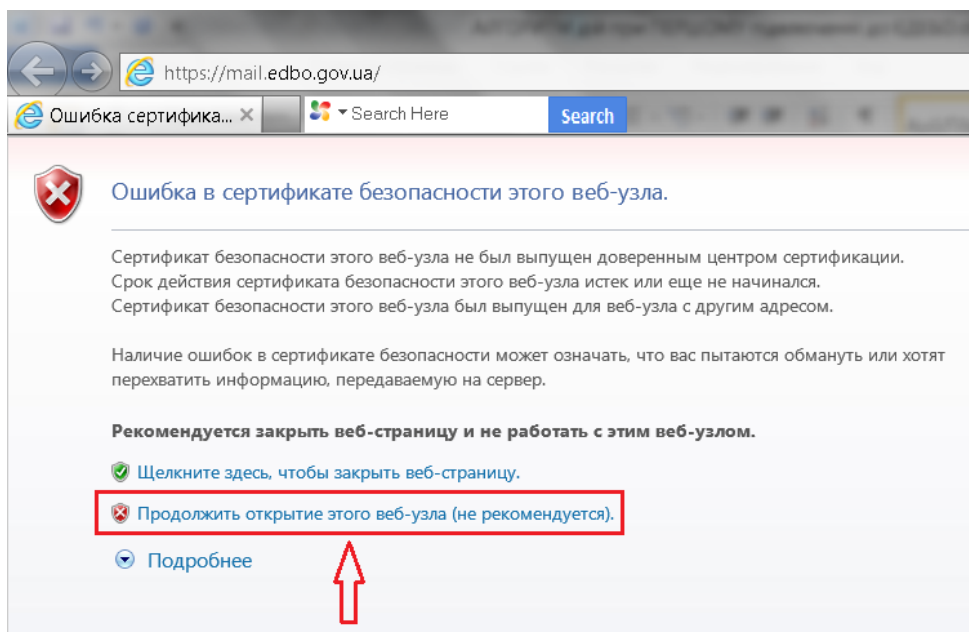 https://mail.edbo.gov.ua/
Ошибка сертифика...
Search Here
Search
Ошибка в сертификате безопасности этого веб-узла.
Сертификат безопасности этого веб-узла не был выпущен доверенным центром сертификации.
Срок действия сертификата безопасности этого веб-узла истек или еще не начинался.
Сертификат безопасности этого веб-узла был выпущен для веб-узла с другим адресом.
Наличие ошибок в сертификате безопасности может означать, что вас пытаются обмануть или хотят
перехватить информацию, передаваемую на сервер.
Рекомендуется закрыть веб-страницу и не работать с этим веб-узлом.
Щелкните здесь, чтобы закрыть веб-страницу.
Продолжить открытие этого веб-узла (не рекомендуется).
Подробнее